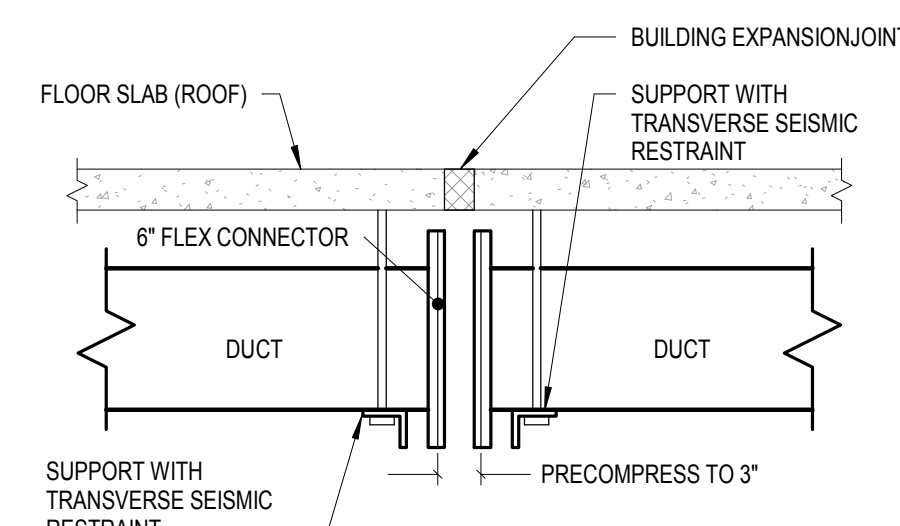 BUILDING EXPANSIONJOINT
FLOOR SLAB (ROOF)
SUPPORT WITH
TRANSVERSE SEISMIC
RESTRAINT
6" FLEX CONNECTOR
DUCT
DUCT
SUPPORT WITH
TRANSVERSE SEISMIC
RESTRAINT
PRECOMPRESS TO 3"